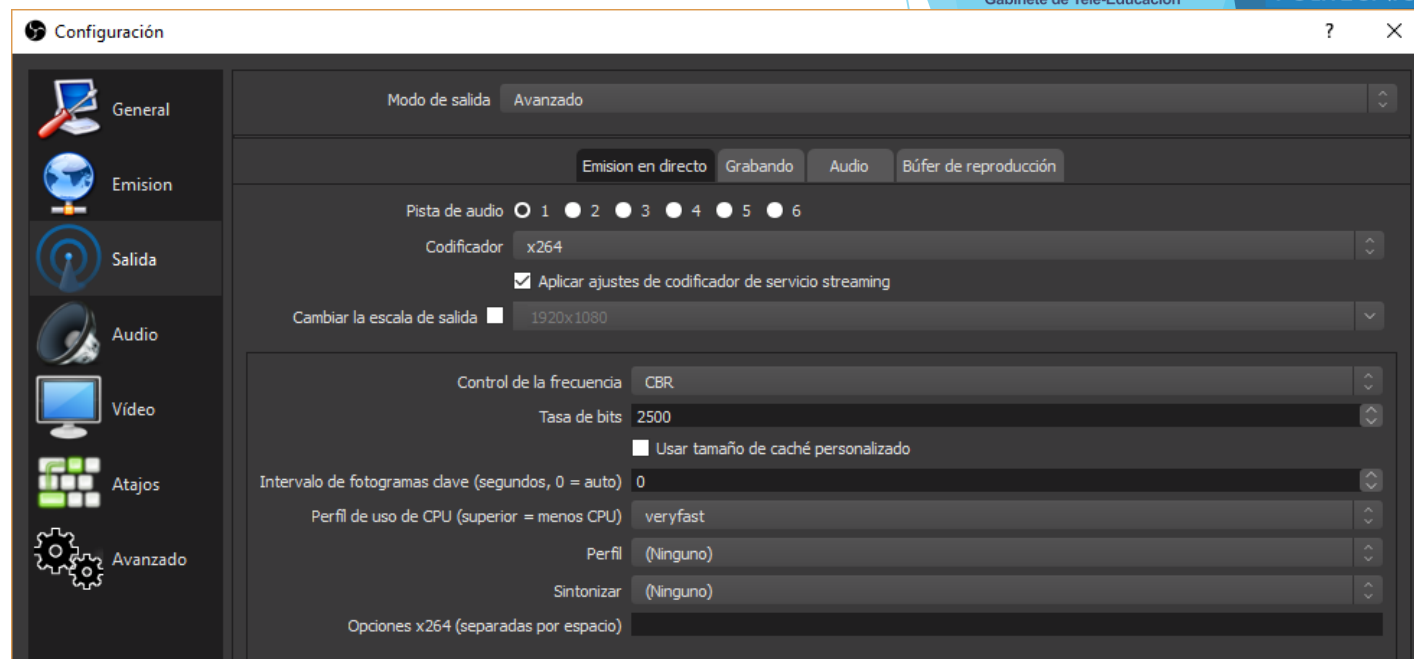 Gabinete de Tele-Educación
Configuración
?
General
Emision
Salida
Audio
Vídeo
Atajos
Avanzado
Modo de salida Avanzado
Emision en directo Grabando Audio Búfer de reproducción
Pista de audio 1 2 3 4 5 6
Codificador x264
Aplicar ajustes de codificador de servicio streaming
Cambiar la escala de salida 1920x1080
Control de la frecuencia CBR
Tasa de bits 2500
Usar tamaño de caché personalizado
Intervalo de fotogramas clave (segundos, 0 = auto) 0
Perfil de uso de CPU (superior = menos CPU) veryfast
Perfil (Ninguno)
Sintonizar (Ninguno)
Opciones x264 (separadas por espacio)